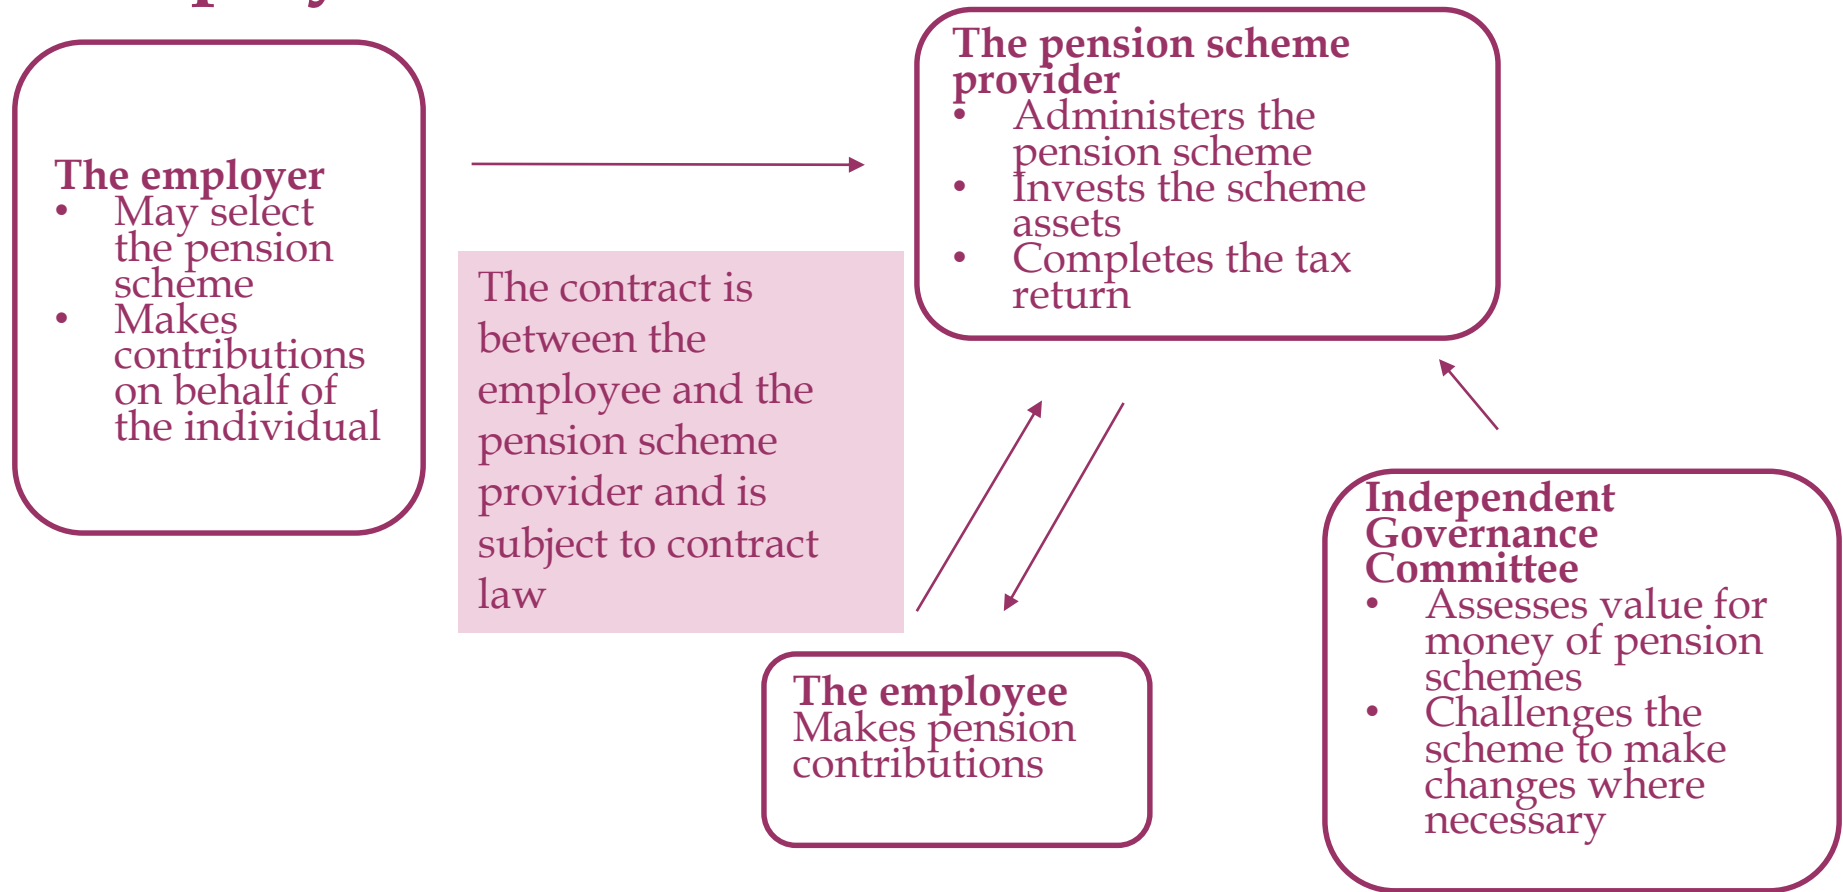 The employer
• May select
the pension
scheme
• Makes
contributions
on behalf of
the individual
The pension scheme
provider
• Administers the
pension scheme
• Invests the scheme
assets
• Completes the tax
return
The contract is
between the
employee and the
pension scheme
provider and is
subject to contract
law
The employee
Makes pension
contributions
Independent
Governance
Committee
• Assesses value for
money of pension
schemes
• Challenges the
scheme to make
changes where
necessary